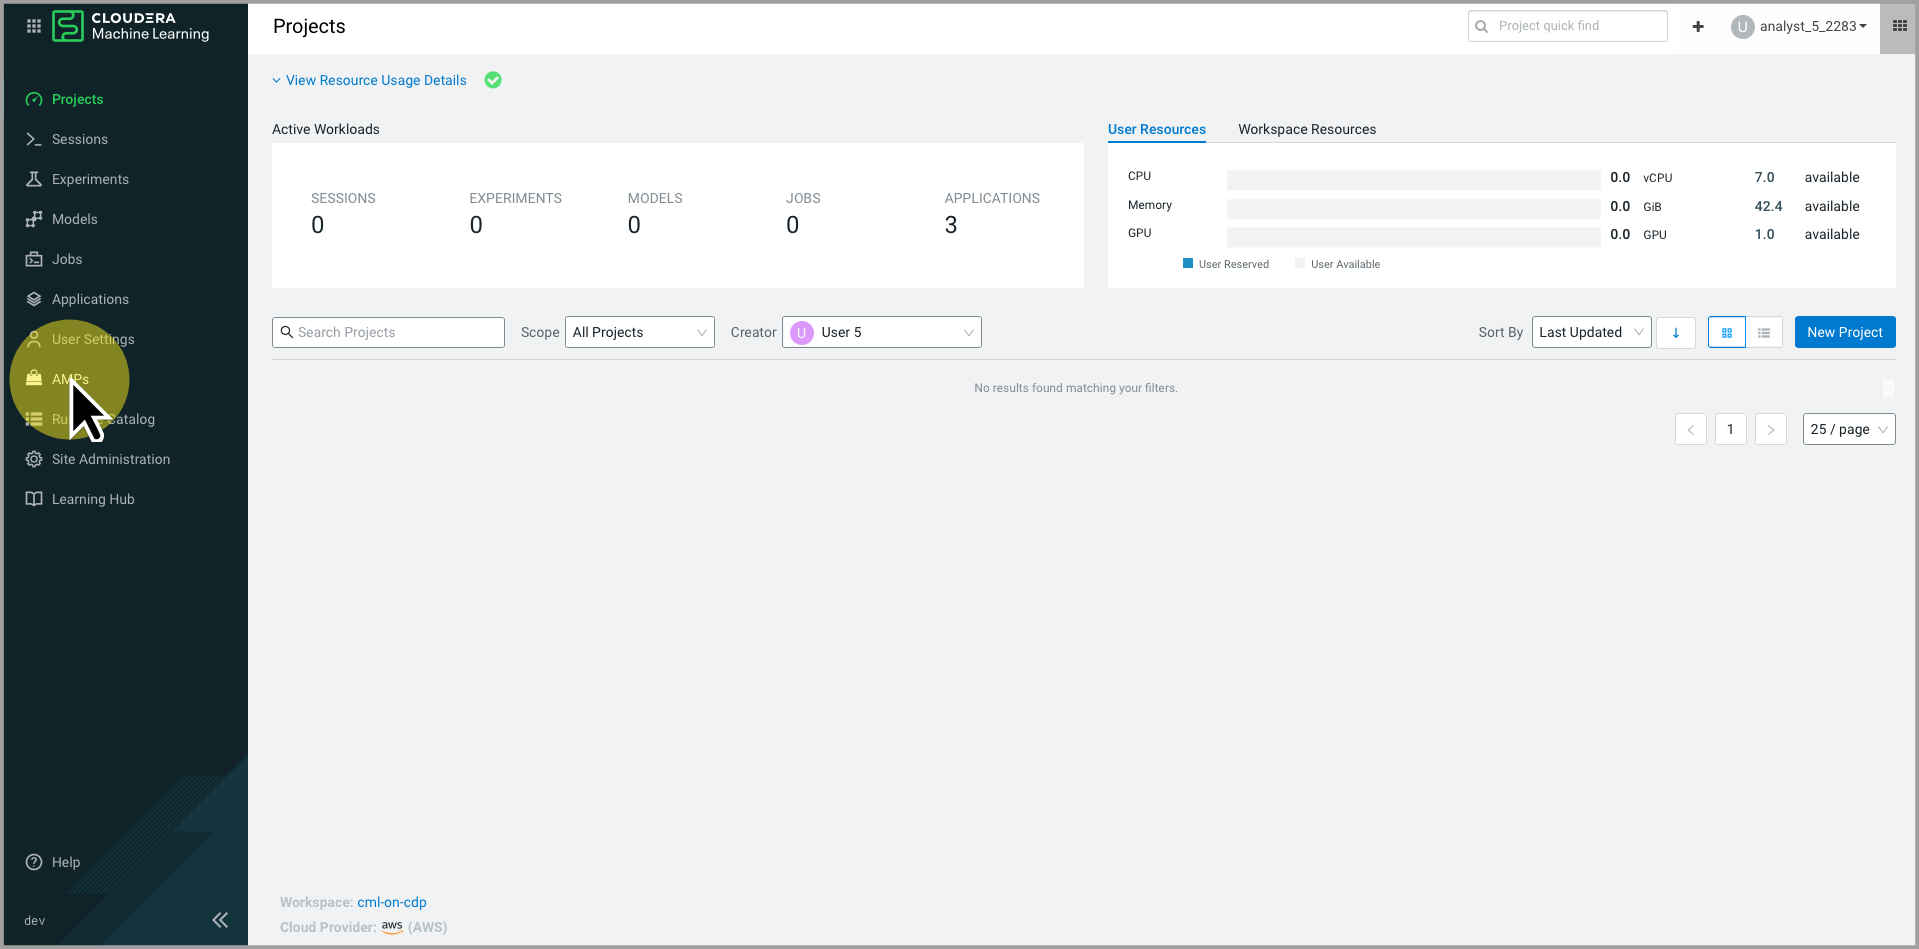 CLOUDERA
Machine Learning
Projects
Project quick find
U analyst_5_2283
Projects
Sessions
Experiments
Models
Jobs
Applications
User Settings
AMPs
Catalog
Site Administration
Learning Hub
Help
dev
View Resource Usage Details
Active Workloads
SESSIONS EXPERIMENTS MODELS JOBS APPLICATIONS
0 0 0 0 3
User Resources Workspace Resources
CPU 0.0 vCPU 7.0 available
Memory 0.0 GiB 42.4 available
GPU 0.0 GPU 1.0 available
User Reserved User Available
Search Projects Scope All Projects Creator U User 5 Sort By Last Updated New Project
No results found matching your filters.
< 1 > 25 / page
Workspace: cml-on-cdp
Cloud Provider: aws (AWS)